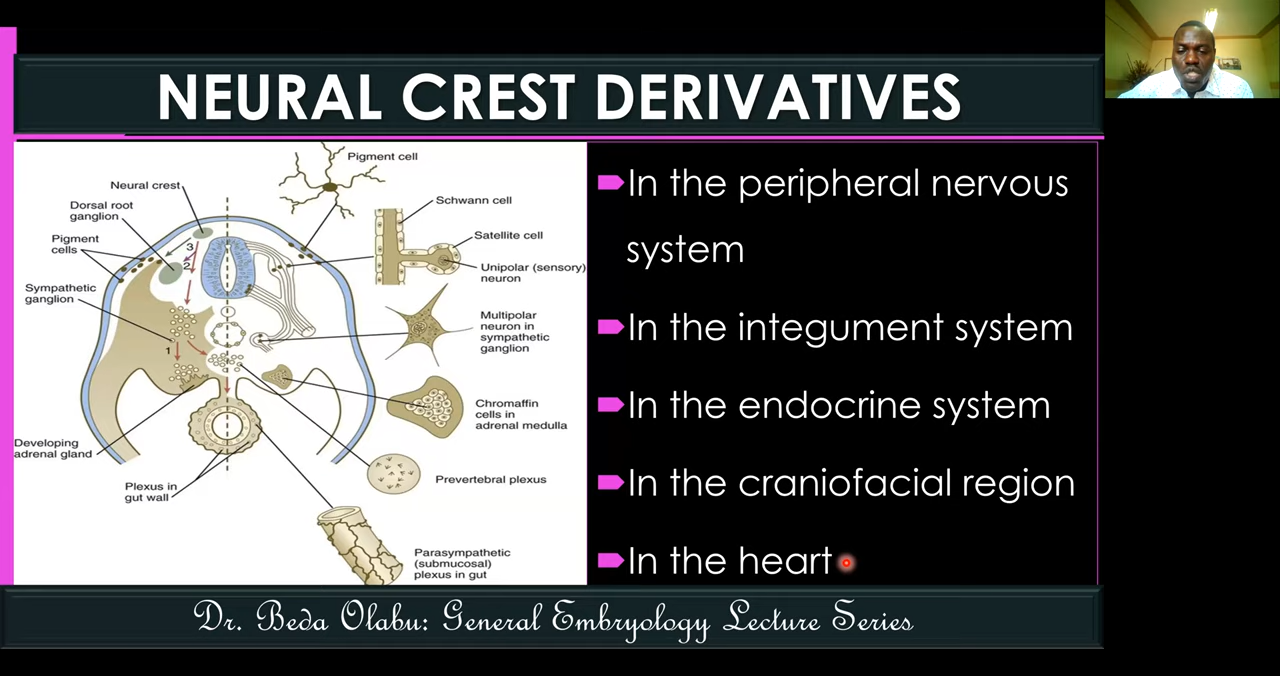 NEURAL CREST DERIVATIVES
Pigment cell
Neural crest
Dorsal root
ganglion
Pigment
cells
Sympathetic
ganglion
3
2
1
Developing
adrenal gland
Plexus in
gut wall
Schwann cell
Satellite cell
Unipolar (sensory)
neuron
Multipolar
neuron in
sympathetic
ganglion
Chromaffin
cells in
adrenal medulla
Prevertebral plexus
Parasympathetic
(submucosal)
plexus in gut
In the peripheral nervous
system
In the integument system
In the endocrine system
In the craniofacial region
In the heart
Dr. Beda Olabu: General Embryology Lecture Series